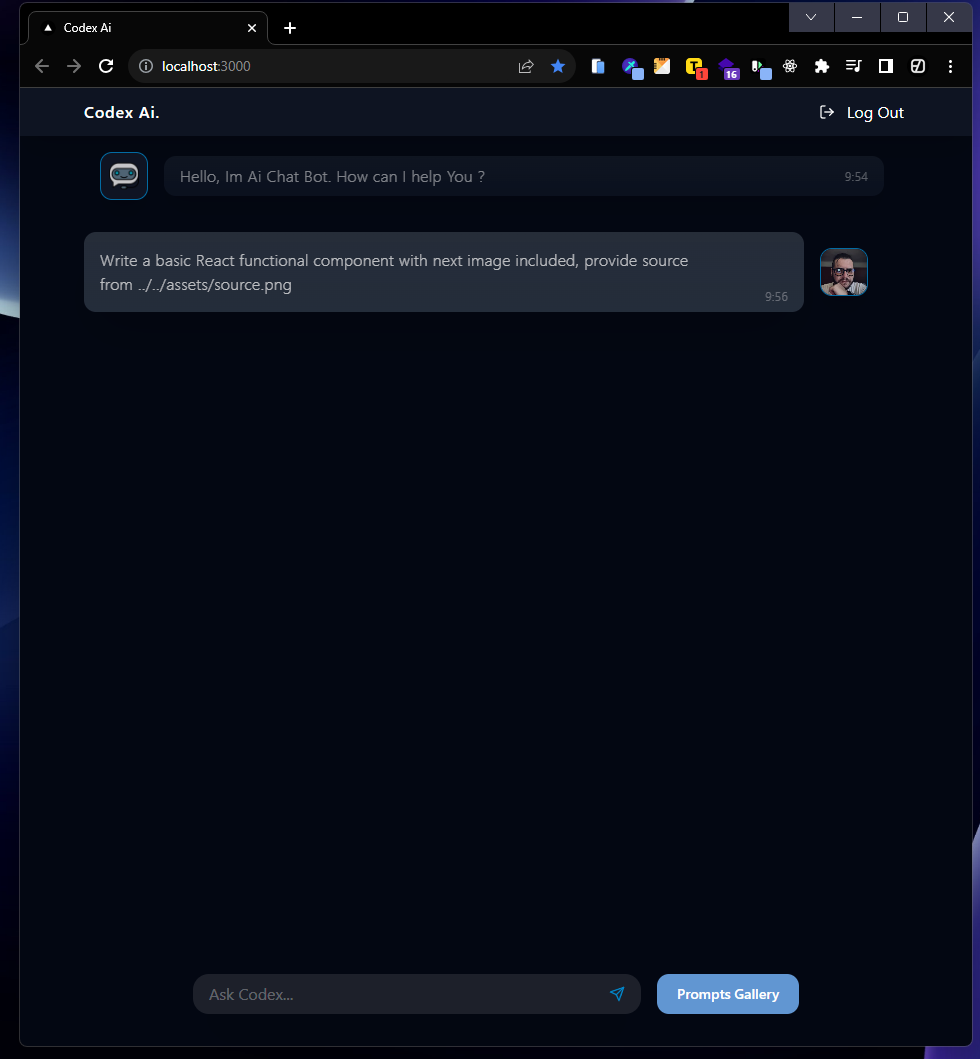 Codex Ai
localhost:3000
1
16
Codex Ai.
Log Out
Hello, Im Ai Chat Bot. How can I help You ?
9:54
Write a basic React functional component with next image included, provide source
from ../../assets/source.png
9:56
Ask Codex...
Prompts Gallery